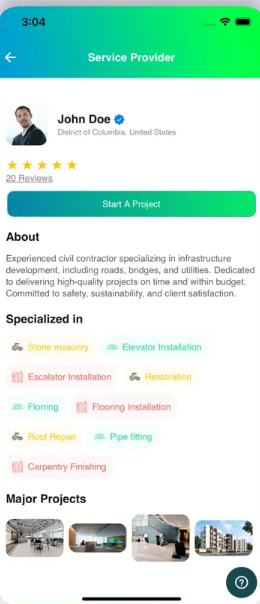 3:04
Service Provider
John Doe
District of Columbia, United States
20 Reviews
Start A Project
About
Experienced civil contractor specializing in infrastructure
development, including roads, bridges, and utilities. Dedicated
to delivering high-quality projects on time and within budget.
Committed to safety, sustainability, and client satisfaction.
Specialized in
Stone masonry
Elevator Installation
Escalator Installation
Restoration
Florring
Flooring Installation
Roof Repair
Pipe fitting
Carpentry Finishing
Major Projects